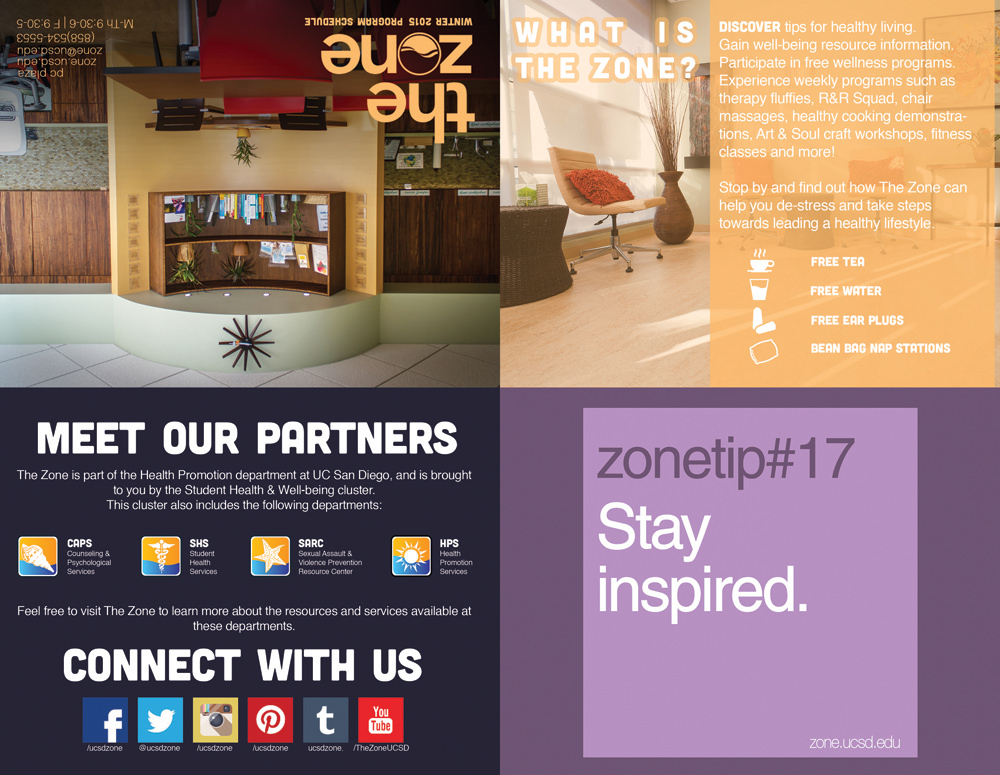 the
zone
WINTER 2015 PROGRAM SCHEDULE
pc plaza
zone.ucsd.edu
zone@ucsd.edu
(858)534-5553
M-Th 9:30-6 | F 9:30-5
WHAT IS
THE ZONE?
DISCOVER tips for healthy living.
Gain well-being resource information.
Participate in free wellness programs.
Experience weekly programs such as
therapy fluffies, R&R Squad, chair
massages, healthy cooking demonstra-
tions, Art & Soul craft workshops, fitness
classes and more!
Stop by and find out how The Zone can
help you de-stress and take steps
towards leading a healthy lifestyle.
FREE TEA
FREE WATER
FREE EAR PLUGS
BEAN BAG NAP STATIONS
MEET OUR PARTNERS
The Zone is part of the Health Promotion department at UC San Diego, and is brought
to you by the Student Health & Well-being cluster.
This cluster also includes the following departments:
CAPS
Counseling &
Psychological
Services
SHS
Student
Health
Services
SARC
Sexual Assault &
Violence Prevention
Resource Center
HPS
Health
Promotion
Services
Feel free to visit The Zone to learn more about the resources and services available at
these departments.
CONNECT WITH US
You
Tube
/ucsdzone
@ucsdzone
/ucsdzone
/ucsdzone
ucsdzone.
/TheZoneUCSD
zonetip#17
Stay
inspired.
zone.ucsd.edu